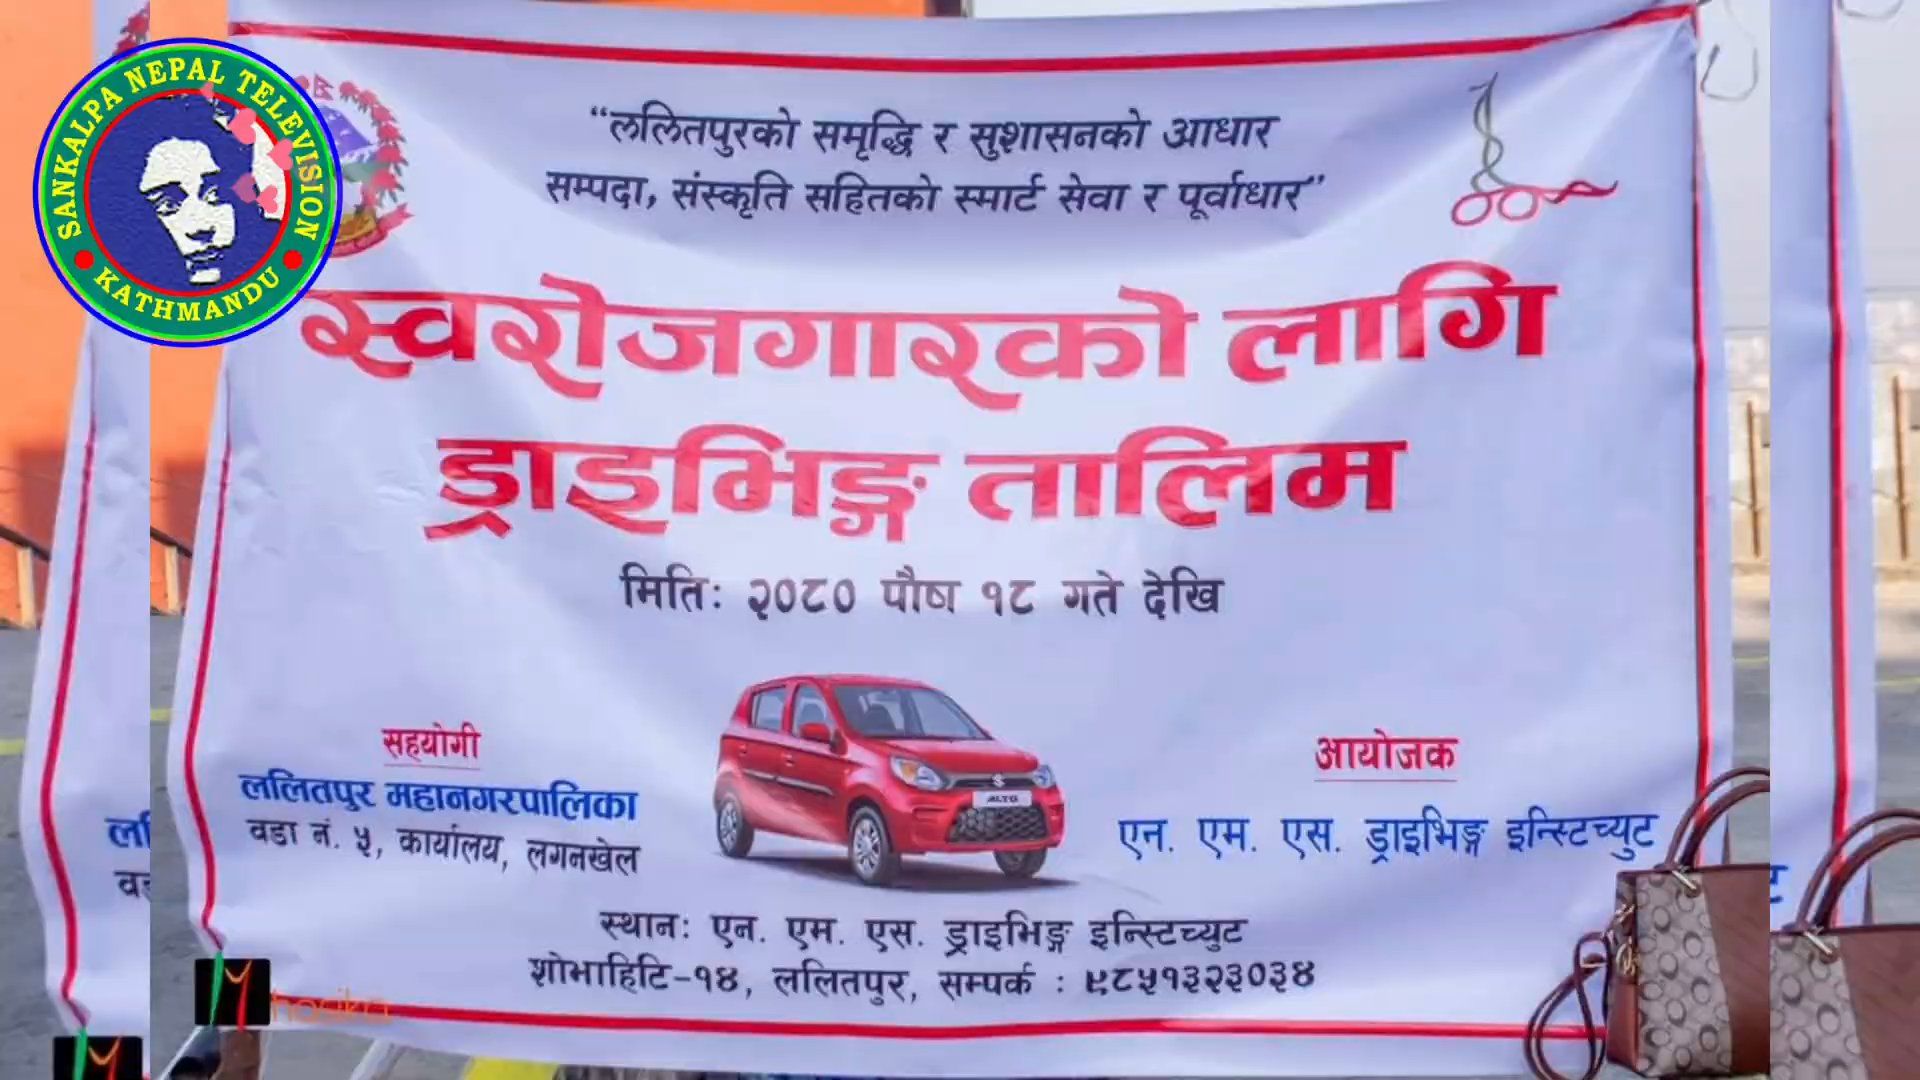 SANKALPA NEPAL TELEVISION
KATHMANDU
“ललितपुरको समृद्धि र सुशासनको आधार
सम्पदा, संस्कृति सहितको स्मार्ट सेवा र पूर्वाधार”
स्वरोजगारको लागि
ड्राइभिङ्ग तालिम
मिति: २०८० पौष १८ गते देखि
सहयोगी
ललितपुर महानगरपालिका
वडा नं. ५, कार्यालय, लगनखेल
ALTO
आयोजक
एन. एम. एस. ड्राइभिङ्ग इन्स्टिच्युट
स्थान: एन. एम. एस. ड्राइभिङ्ग इन्स्टिच्युट
शोभाहिटि-१४, ललितपुर, सम्पर्क : ९८५१३२३०३४